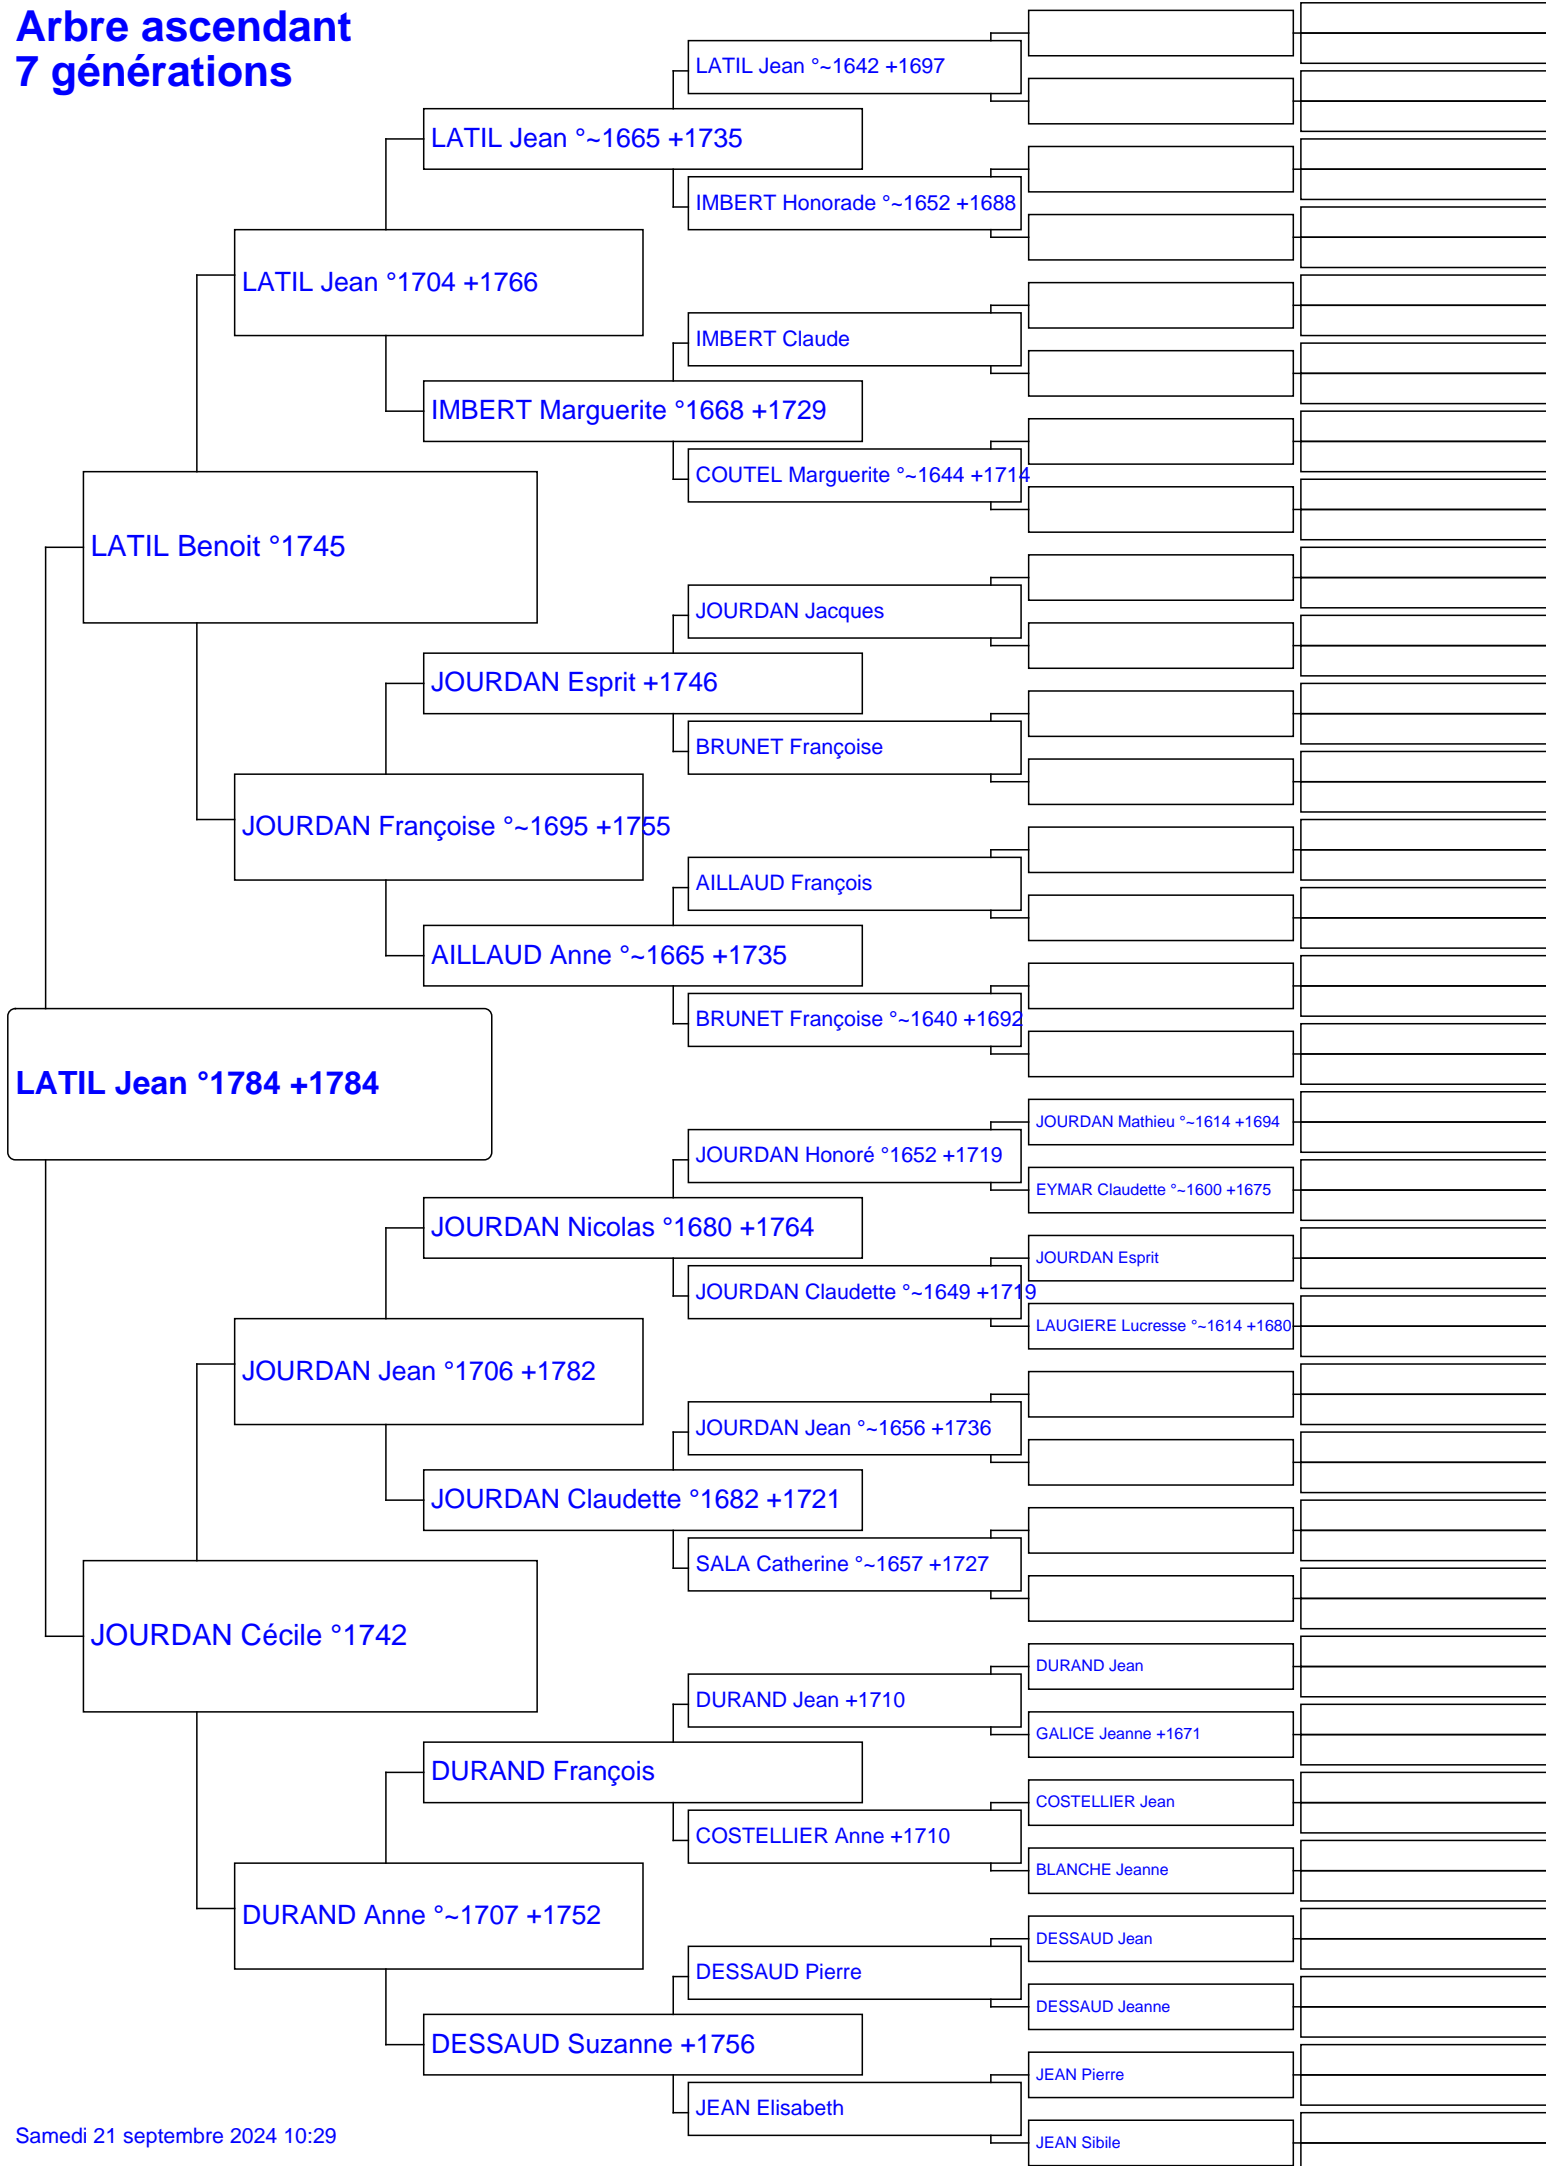 Arbre ascendant
7 générations
LATIL Jean °~1642 +1697
LATIL Jean °~1665 +1735
IMBERT Honorade °~1652 +1688
LATIL Jean °1704 +1766
IMBERT Claude
IMBERT Marguerite °1668 +1729
COUTEL Marguerite °~1644 +1714
LATIL Benoit °1745
JOURDAN Jacques
JOURDAN Esprit +1746
BRUNET Françoise
JOURDAN Françoise °~1695 +1755
AILLAUD François
AILLAUD Anne °~1665 +1735
BRUNET Françoise °~1640 +1692
LATIL Jean °1784 +1784
JOURDAN Mathieu °~1614 +1694
JOURDAN Honoré °1652 +1719
EYMAR Claudette °~1600 +1675
JOURDAN Nicolas °1680 +1764
JOURDAN Esprit
JOURDAN Claudette °~1649 +1719
LAUGIERE Lucresse °~1614 +1680
JOURDAN Jean °1706 +1782
JOURDAN Jean °~1656 +1736
JOURDAN Claudette °1682 +1721
SALA Catherine °~1657 +1727
JOURDAN Cécile °1742
DURAND Jean
DURAND Jean +1710
GALICE Jeanne +1671
DURAND François
COSTELLIER Jean
COSTELLIER Anne +1710
BLANCHE Jeanne
DURAND Anne °~1707 +1752
DESSAUD Jean
DESSAUD Pierre
DESSAUD Jeanne
DESSAUD Suzanne +1756
JEAN Pierre
JEAN Elisabeth
JEAN Sibile
Samedi 21 septembre 2024 10:29